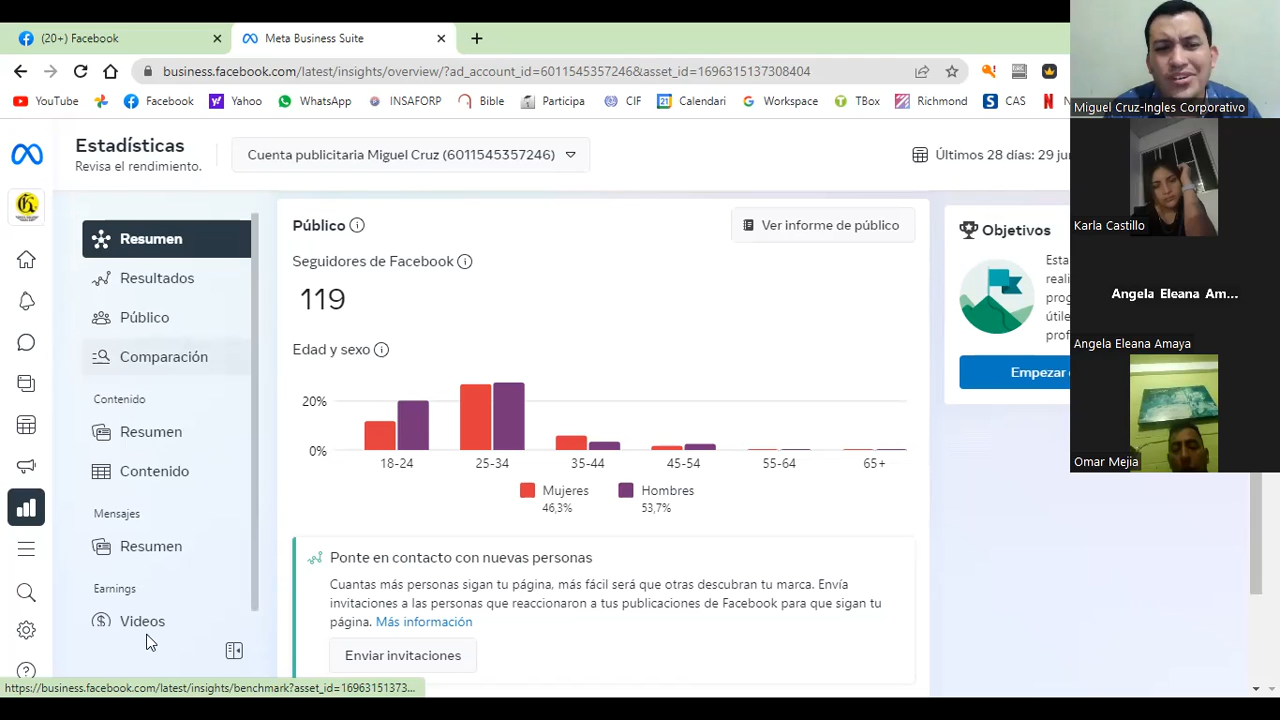 (20+) Facebook
Meta Business Suite
business.facebook.com/latest/insights/overview/?ad_account_id=6011545357246&asset_id=1696315137308404
YouTube
Facebook
Yahoo
WhatsApp
INSAFORP
Bible
Participa
CIF
Calendari
Workspace
TBox
Richmond
CAS
Estadísticas
Revisa el rendimiento.
Cuenta publicitaria Miguel Cruz (6011545357246)
Últimos 28 días: 29 jun
Resumen
Resultados
Público
Comparación
Contenido
Resumen
Contenido
Mensajes
Resumen
Earnings
Videos
Público
Ver informe de público
Seguidores de Facebook
119
Edad y sexo
20%
0%
18-24 25-34 35-44 45-54 55-64 65+
Mujeres Hombres
46,3% 53,7%
Ponte en contacto con nuevas personas
Cuantas más personas sigan tu página, más fácil será que otras descubran tu marca. Envía
invitaciones a las personas que reaccionaron a tus publicaciones de Facebook para que sigan tu
página. Más información
Enviar invitaciones
Objetivos
Esta
reali
prog
útile
prof
Empezar
https://business.facebook.com/latest/insights/benchmark?asset_id=16963151373...
Miguel Cruz-Ingles Corporativo
Karla Castillo
Angela Eleana Am...
Angela Eleana Amaya
Omar Mejia